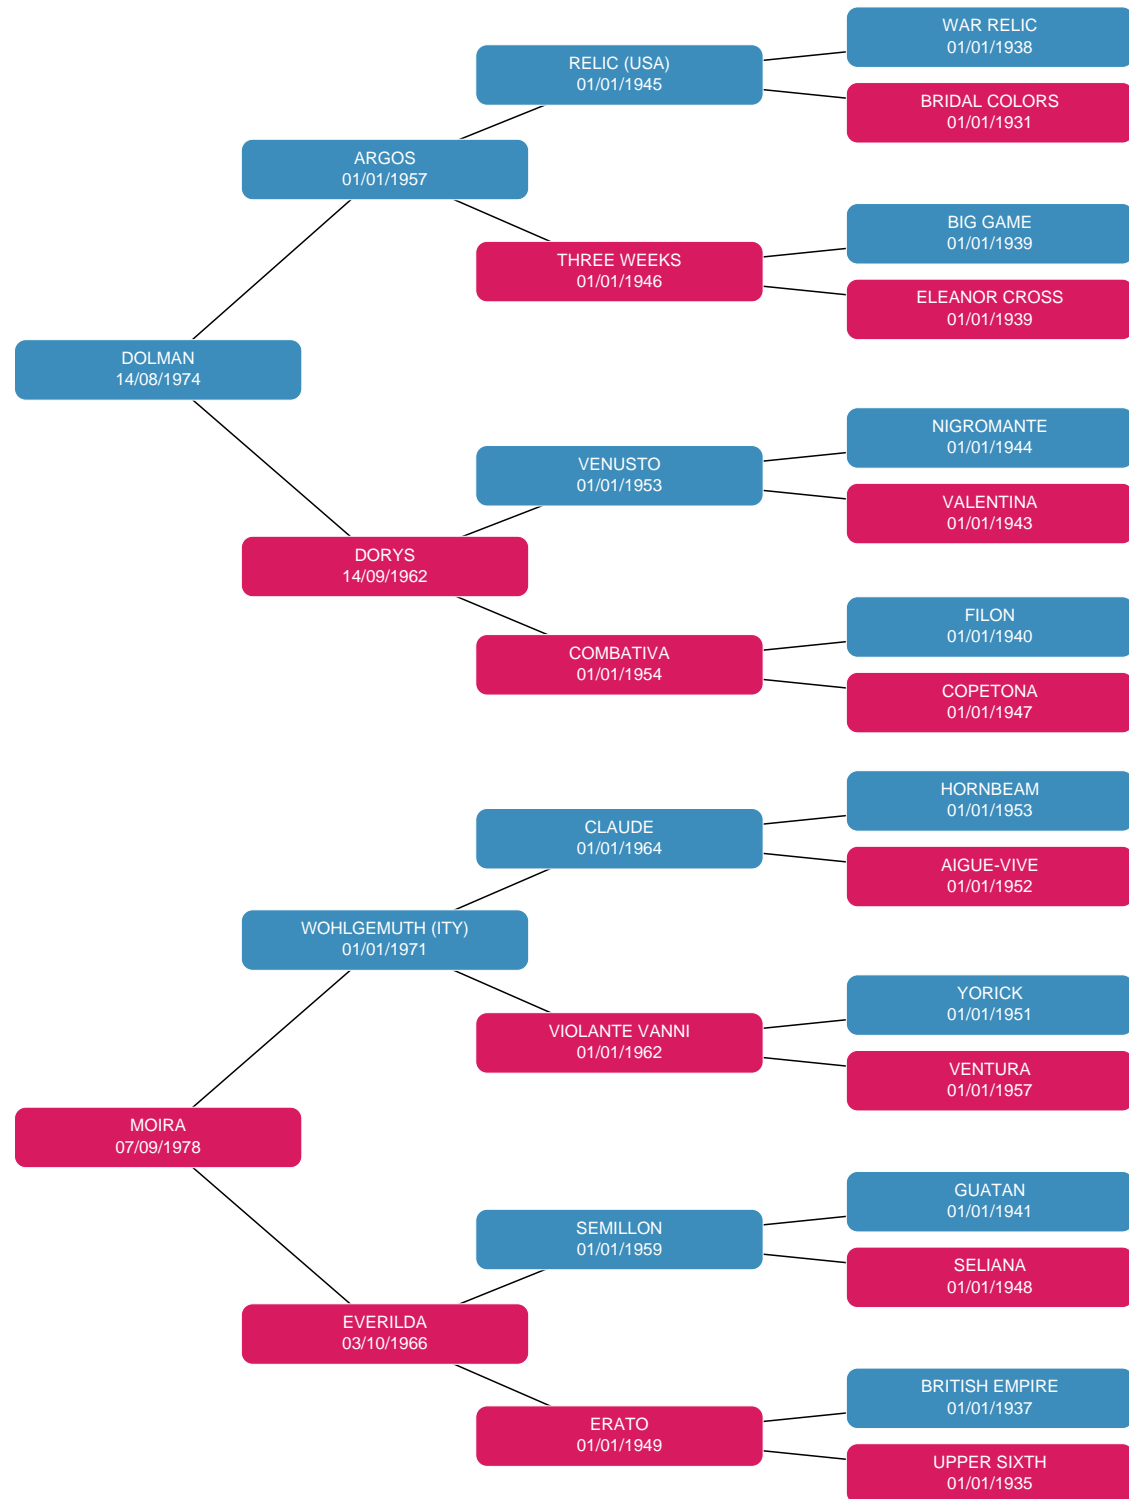 WAR RELIC
01/01/1938
RELIC (USA)
01/01/1945
BRIDAL COLORS
01/01/1931
ARGOS
01/01/1957
BIG GAME
01/01/1939
THREE WEEKS
01/01/1946
ELEANOR CROSS
01/01/1939
DOLMAN
14/08/1974
NIGROMANTE
01/01/1944
VENUSTO
01/01/1953
VALENTINA
01/01/1943
DORYS
14/09/1962
FILON
01/01/1940
COMBATIVA
01/01/1954
COPETONA
01/01/1947
HORNBEAM
01/01/1953
CLAUDE
01/01/1964
AIGUE-VIVE
01/01/1952
WOHLGEMUTH (ITY)
01/01/1971
YORICK
01/01/1951
VIOLANTE VANNI
01/01/1962
VENTURA
01/01/1957
MOIRA
07/09/1978
GUATAN
01/01/1941
SEMILLON
01/01/1959
SELIANA
01/01/1948
EVERILDA
03/10/1966
BRITISH EMPIRE
01/01/1937
ERATO
01/01/1949
UPPER SIXTH
01/01/1935